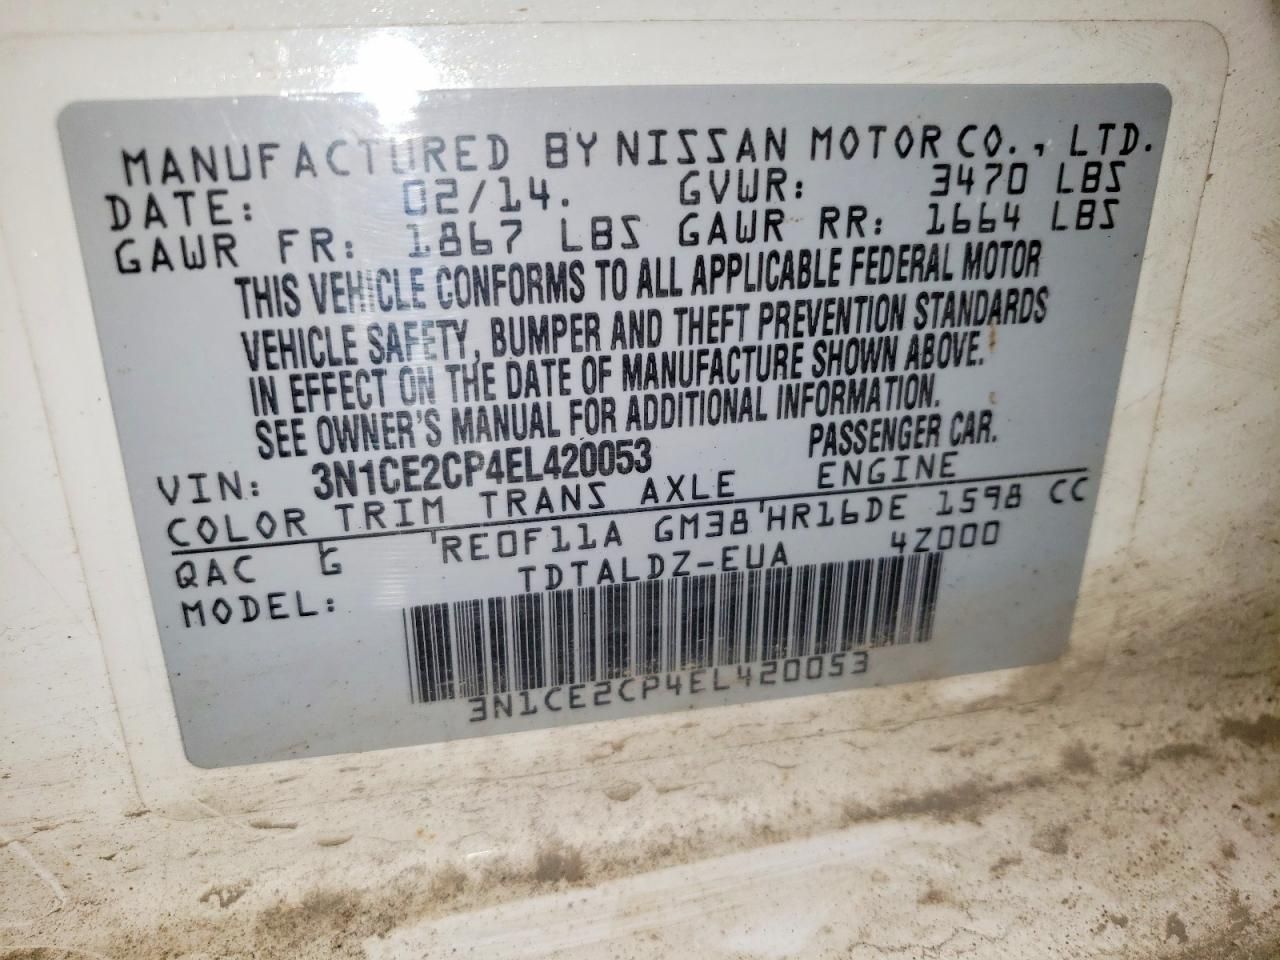 MANUFACTURED BY NISSAN MOTOR CO., LTD.
DATE: 02/14. GVWR: 3470 LBS
GAWR FR: 1867 LBS GAWR RR: 1664 LBS
THIS VEHICLE CONFORMS TO ALL APPLICABLE FEDERAL MOTOR
VEHICLE SAFETY, BUMPER AND THEFT PREVENTION STANDARDS
IN EFFECT ON THE DATE OF MANUFACTURE SHOWN ABOVE.
SEE OWNER'S MANUAL FOR ADDITIONAL INFORMATION.
VIN: 3N1CE2CP4EL420053 PASSENGER CAR.
COLOR TRIM TRANS AXLE ENGINE
QAC G RE0F11A GM38 HR16DE 1598 CC
MODEL: TDTALDZ-EUA 4Z000
3N1CE2CP4EL420053